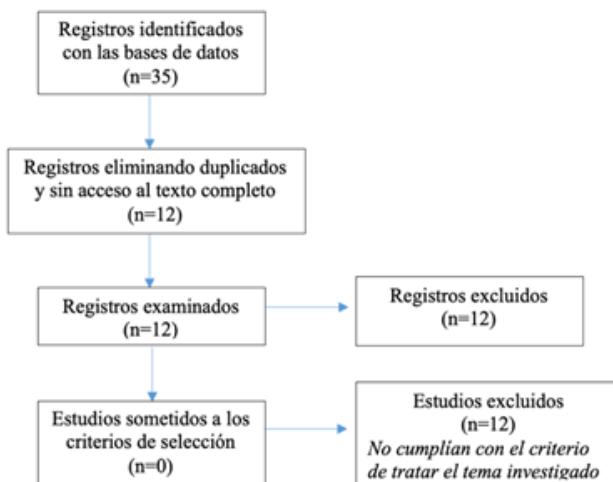 Registros identificados
con las bases de datos
(n=35)
Registros eliminando duplicados
y sin acceso al texto completo
(n=12)
Registros examinados
(n=12)
Registros excluidos
(n=12)
Estudios sometidos a los
criterios de selección
(n=0)
Estudios excluidos
(n=12)
No cumplían con el criterio
de tratar el tema investigado